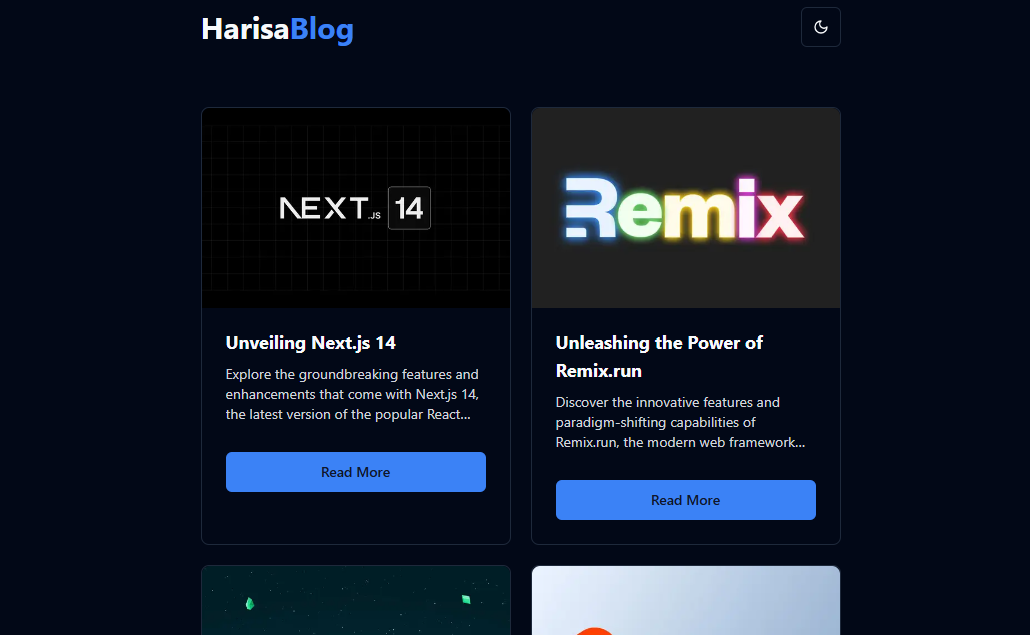 HarisaBlog
NEXT.JS 14
Remix
Unveiling Next.js 14
Explore the groundbreaking features and
enhancements that come with Next.js 14,
the latest version of the popular React...
Read More
Unleashing the Power of
Remix.run
Discover the innovative features and
paradigm-shifting capabilities of
Remix.run, the modern web framework...
Read More